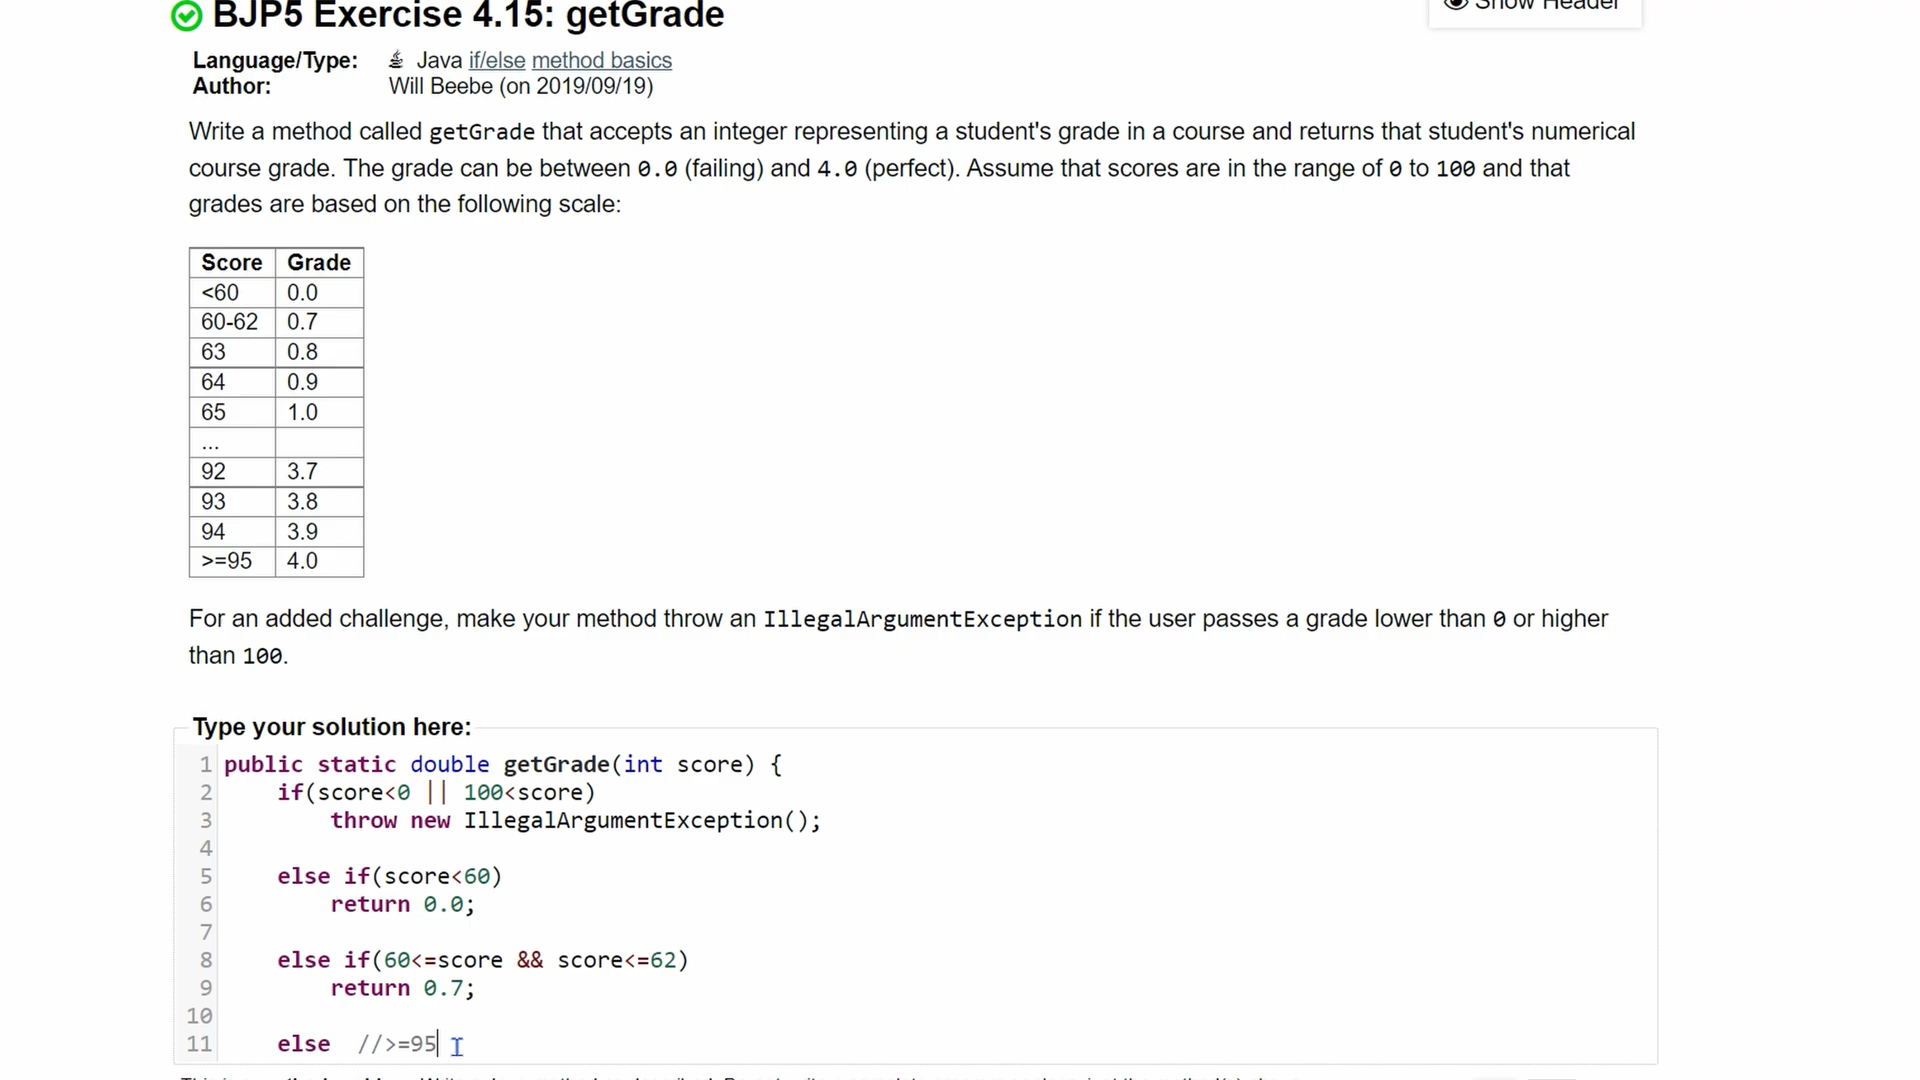 BJP5 Exercise 4.15: getGrade
Show Header
Language/Type: Java if/else method basics
Author: Will Beebe (on 2019/09/19)
Write a method called getGrade that accepts an integer representing a student's grade in a course and returns that student's numerical
course grade. The grade can be between 0.0 (failing) and 4.0 (perfect). Assume that scores are in the range of 0 to 100 and that
grades are based on the following scale:
Score Grade
<60 0.0
60-62 0.7
63 0.8
64 0.9
65 1.0
...
92 3.7
93 3.8
94 3.9
>=95 4.0
For an added challenge, make your method throw an IllegalArgumentException if the user passes a grade lower than 0 or higher
than 100.
Type your solution here:
1 public static double getGrade(int score) {
2 if(score<0 || 100<score)
3 throw new IllegalArgumentException();
4
5 else if(score<60)
6 return 0.0;
7
8 else if(60<=score && score<=62)
9 return 0.7;
10
11 else //>=95